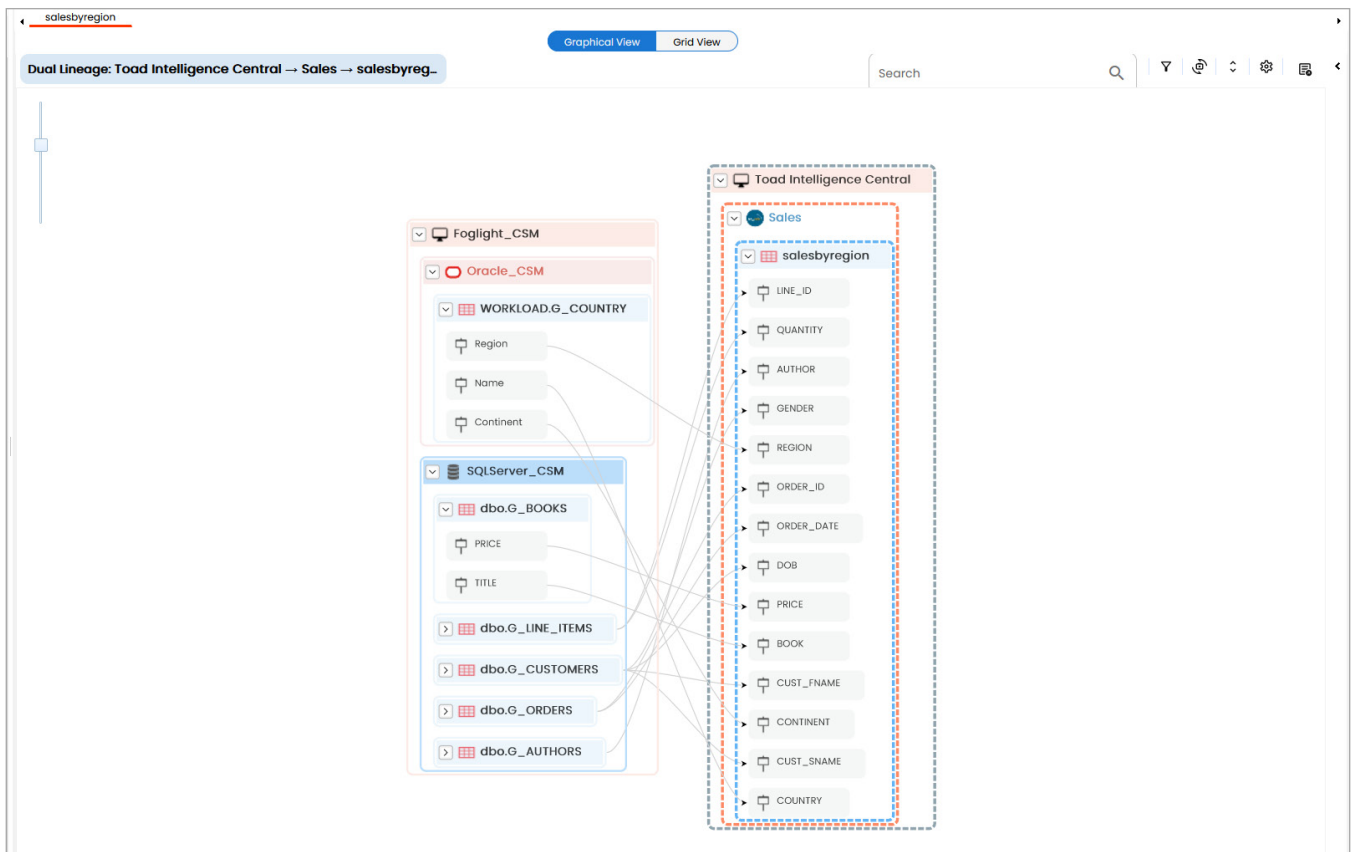 salesbyregion
Graphical View
Grid View
Dual Lineage: Toad Intelligence Central → Sales → salesbyreg...
Search
Foglight_CSM
Oracle_CSM
WORKLOAD.G_COUNTRY
Region
Name
Continent
SQLServer_CSM
dbo.G_BOOKS
PRICE
TITLE
dbo.G_LINE_ITEMS
dbo.G_CUSTOMERS
dbo.G_ORDERS
dbo.G_AUTHORS
Toad Intelligence Central
Sales
salesbyregion
LINE_ID
QUANTITY
AUTHOR
GENDER
REGION
ORDER_ID
ORDER_DATE
DOB
PRICE
BOOK
CUST_FNAME
CONTINENT
CUST_SNAME
COUNTRY